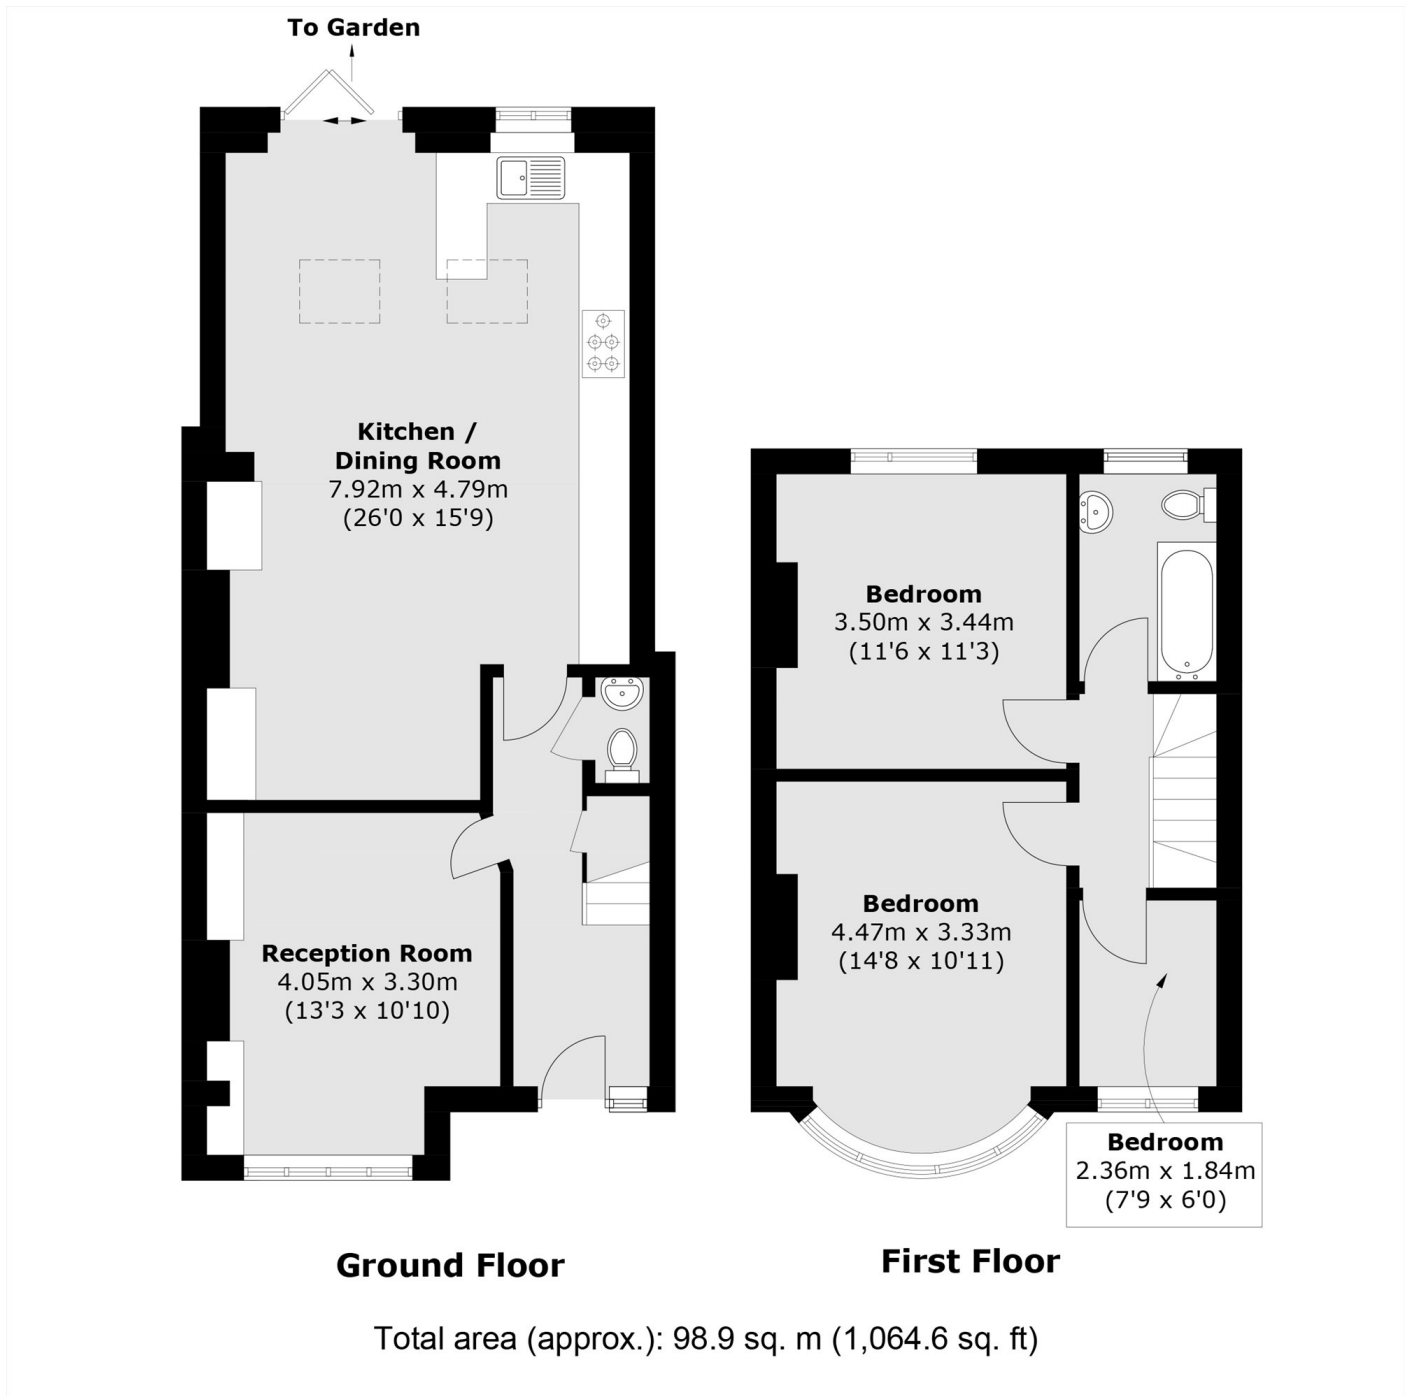 To Garden
Kitchen /
Dining Room
7.92m x 4.79m
(26'0 x 15'9)
Reception Room
4.05m x 3.30m
(13'3 x 10'10)
Ground Floor
Bedroom
3.50m x 3.44m
(11'6 x 11'3)
Bedroom
4.47m x 3.33m
(14'8 x 10'11)
Bedroom
2.36m x 1.84m
(7'9 x 6'0)
First Floor
Total area (approx.): 98.9 sq. m (1,064.6 sq. ft)